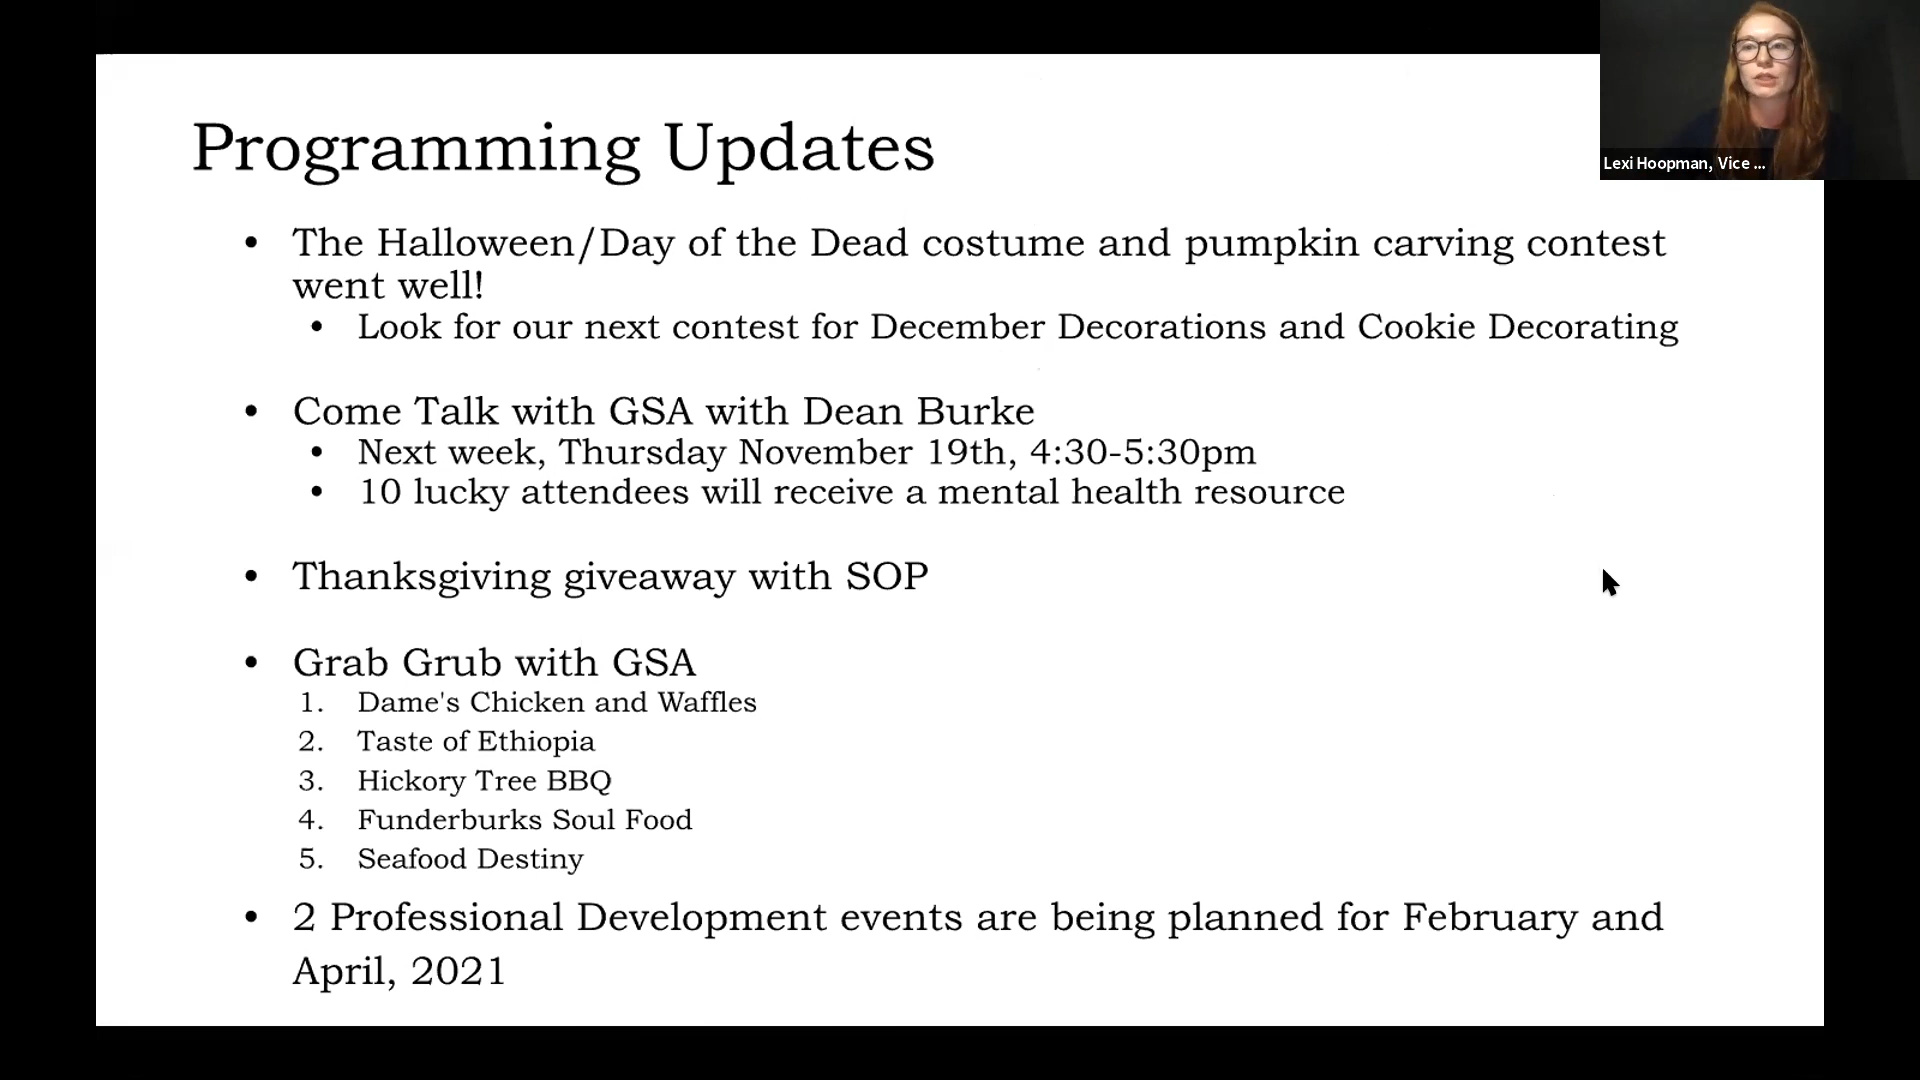 Programming Updates
Lexi Hoopman, Vice ...
• The Halloween/Day of the Dead costume and pumpkin carving contest
went well!
• Look for our next contest for December Decorations and Cookie Decorating
• Come Talk with GSA with Dean Burke
• Next week, Thursday November 19th, 4:30-5:30pm
• 10 lucky attendees will receive a mental health resource
• Thanksgiving giveaway with SOP
• Grab Grub with GSA
1. Dame's Chicken and Waffles
2. Taste of Ethiopia
3. Hickory Tree BBQ
4. Funderburks Soul Food
5. Seafood Destiny
• 2 Professional Development events are being planned for February and
April, 2021